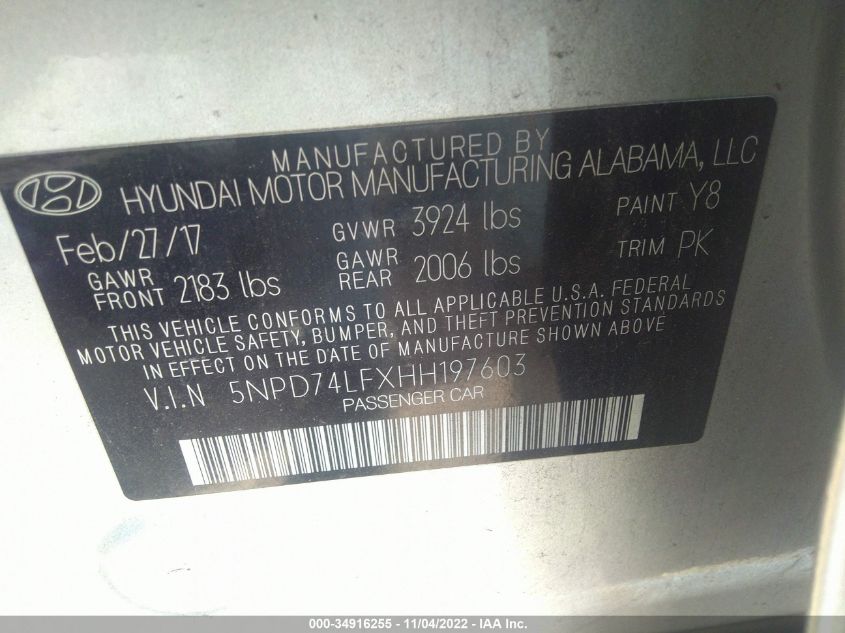 MANUFACTURED BY
HYUNDAI MOTOR MANUFACTURING ALABAMA, LLC
Feb/27/17 GVWR 3924 lbs PAINT Y8
GAWR FRONT 2183 lbs GAWR REAR 2006 lbs TRIM PK
THIS VEHICLE CONFORMS TO ALL APPLICABLE U.S.A. FEDERAL
MOTOR VEHICLE SAFETY, BUMPER, AND THEFT PREVENTION STANDARDS
IN EFFECT ON THE DATE OF MANUFACTURE SHOWN ABOVE
V.I.N 5NPD74LFXHH197603
PASSENGER CAR
000-34916255 - 11/04/2022 - IAA Inc.